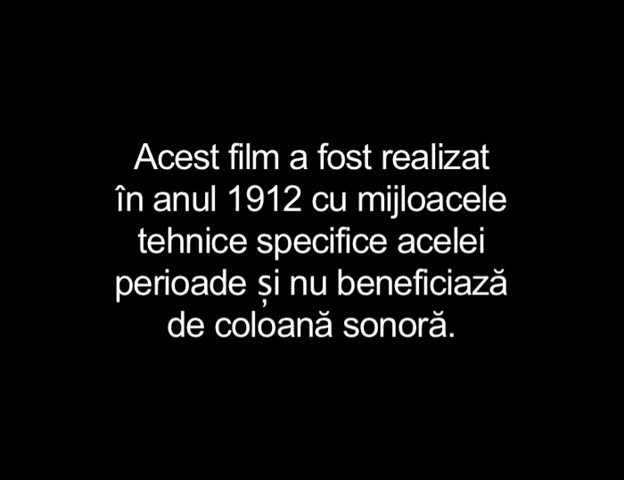 Acest film a fost realizat
în anul 1912 cu mijloacele
tehnice specifice acelei
perioade și nu beneficiază
de coloană sonoră.